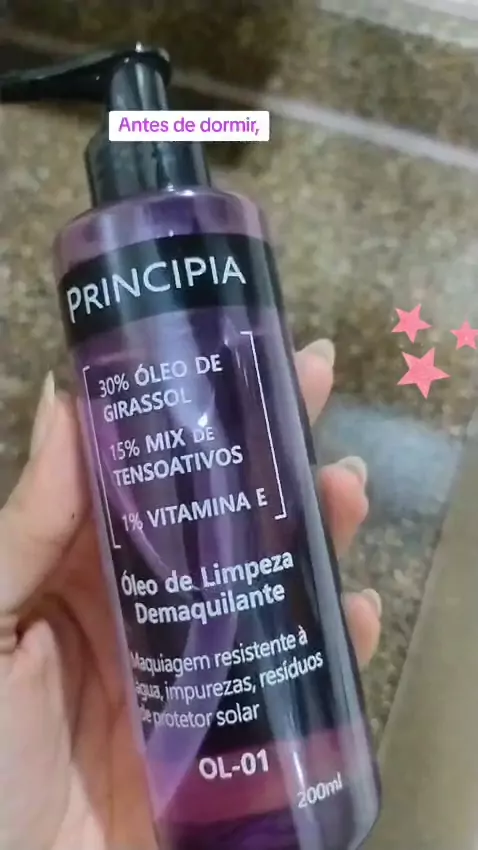 Antes de dormir,
PRINCIPIA
30% ÓLEO DE
GIRASSOL
15% MIX DE
TENSOATIVOS
1% VITAMINA E
Óleo de Limpeza
Demaquilante
Maquiagem resistente à
água, impurezas, resíduos
de protetor solar
OL-01
200ml